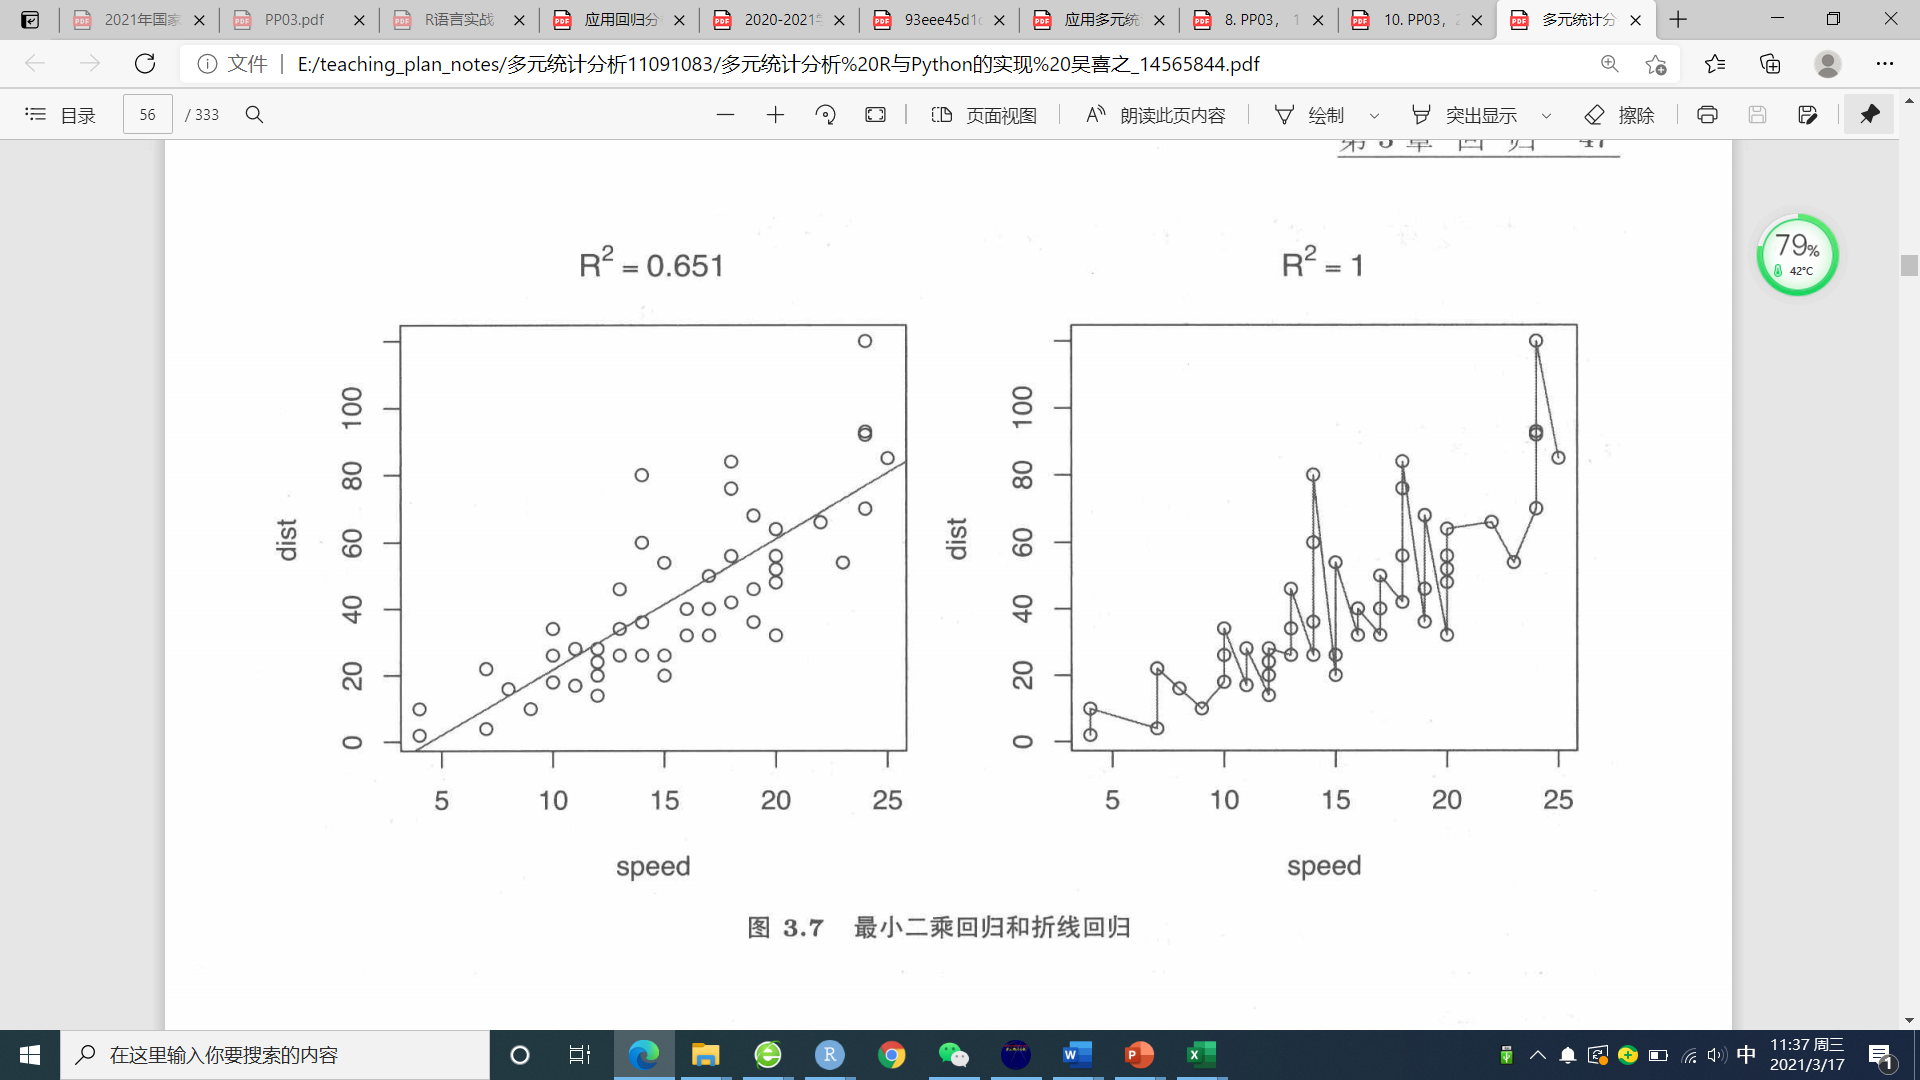 2021年国家
PP03.pdf
R语言实战
应用回归分
2020-2021
93eee45d1
应用多元统
8. PP03,
10. PP03,
多元统计分
文件
E:/teaching_plan_notes/多元统计分析11091083/多元统计分析%20R与Python的实现%20吴喜之_14565844.pdf
目录
56
/ 333
页面视图
朗读此页内容
绘制
突出显示
擦除
第 3 章 回 归 47
79%
42°C
R² = 0.651
R² = 1
dist
0
20
40
60
80
100
5
10
15
20
25
speed
dist
0
20
40
60
80
100
5
10
15
20
25
speed
图 3.7 最小二乘回归和折线回归
在这里输入你要搜索的内容
中
11:37 周三
2021/3/17
1